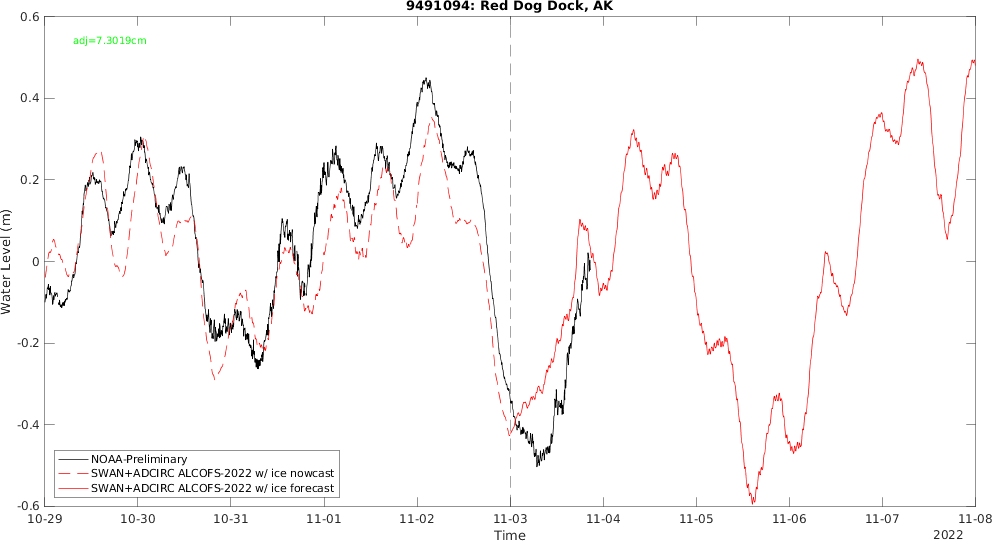 9491094: Red Dog Dock, AK
adj=7.3019cm
Water Level (m)
0.6
0.4
0.2
0
-0.2
-0.4
-0.6
NOAA-Preliminary
SWAN+ADCIRC ALCOFS-2022 w/ ice nowcast
SWAN+ADCIRC ALCOFS-2022 w/ ice forecast
10-29 10-30 10-31 11-01 11-02 11-03 11-04 11-05 11-06 11-07 11-08
Time
2022